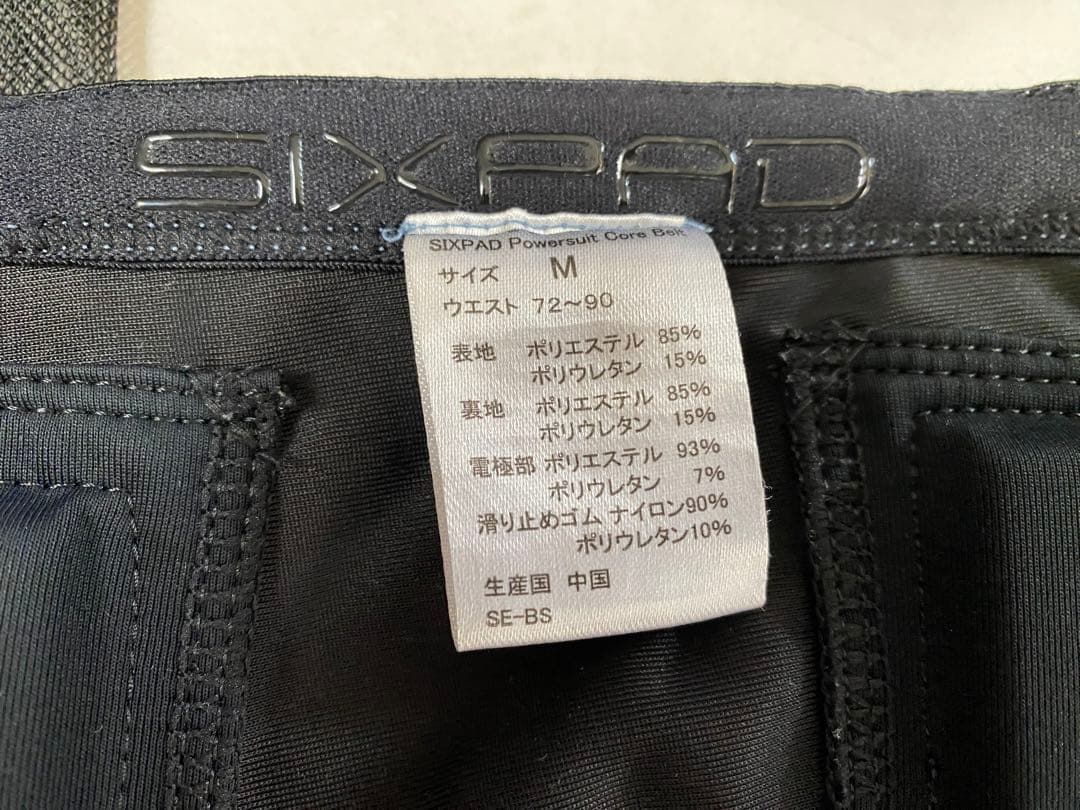 SIXPAD
SIXPAD Powersuit Core Belt
サイズ M
ウエスト 72～90
表地 ポリエステル 85%
ポリウレタン 15%
裏地 ポリエステル 85%
ポリウレタン 15%
電極部 ポリエステル 93%
ポリウレタン 7%
滑り止めゴム ナイロン90%
ポリウレタン10%
生産国 中国
SE-BS